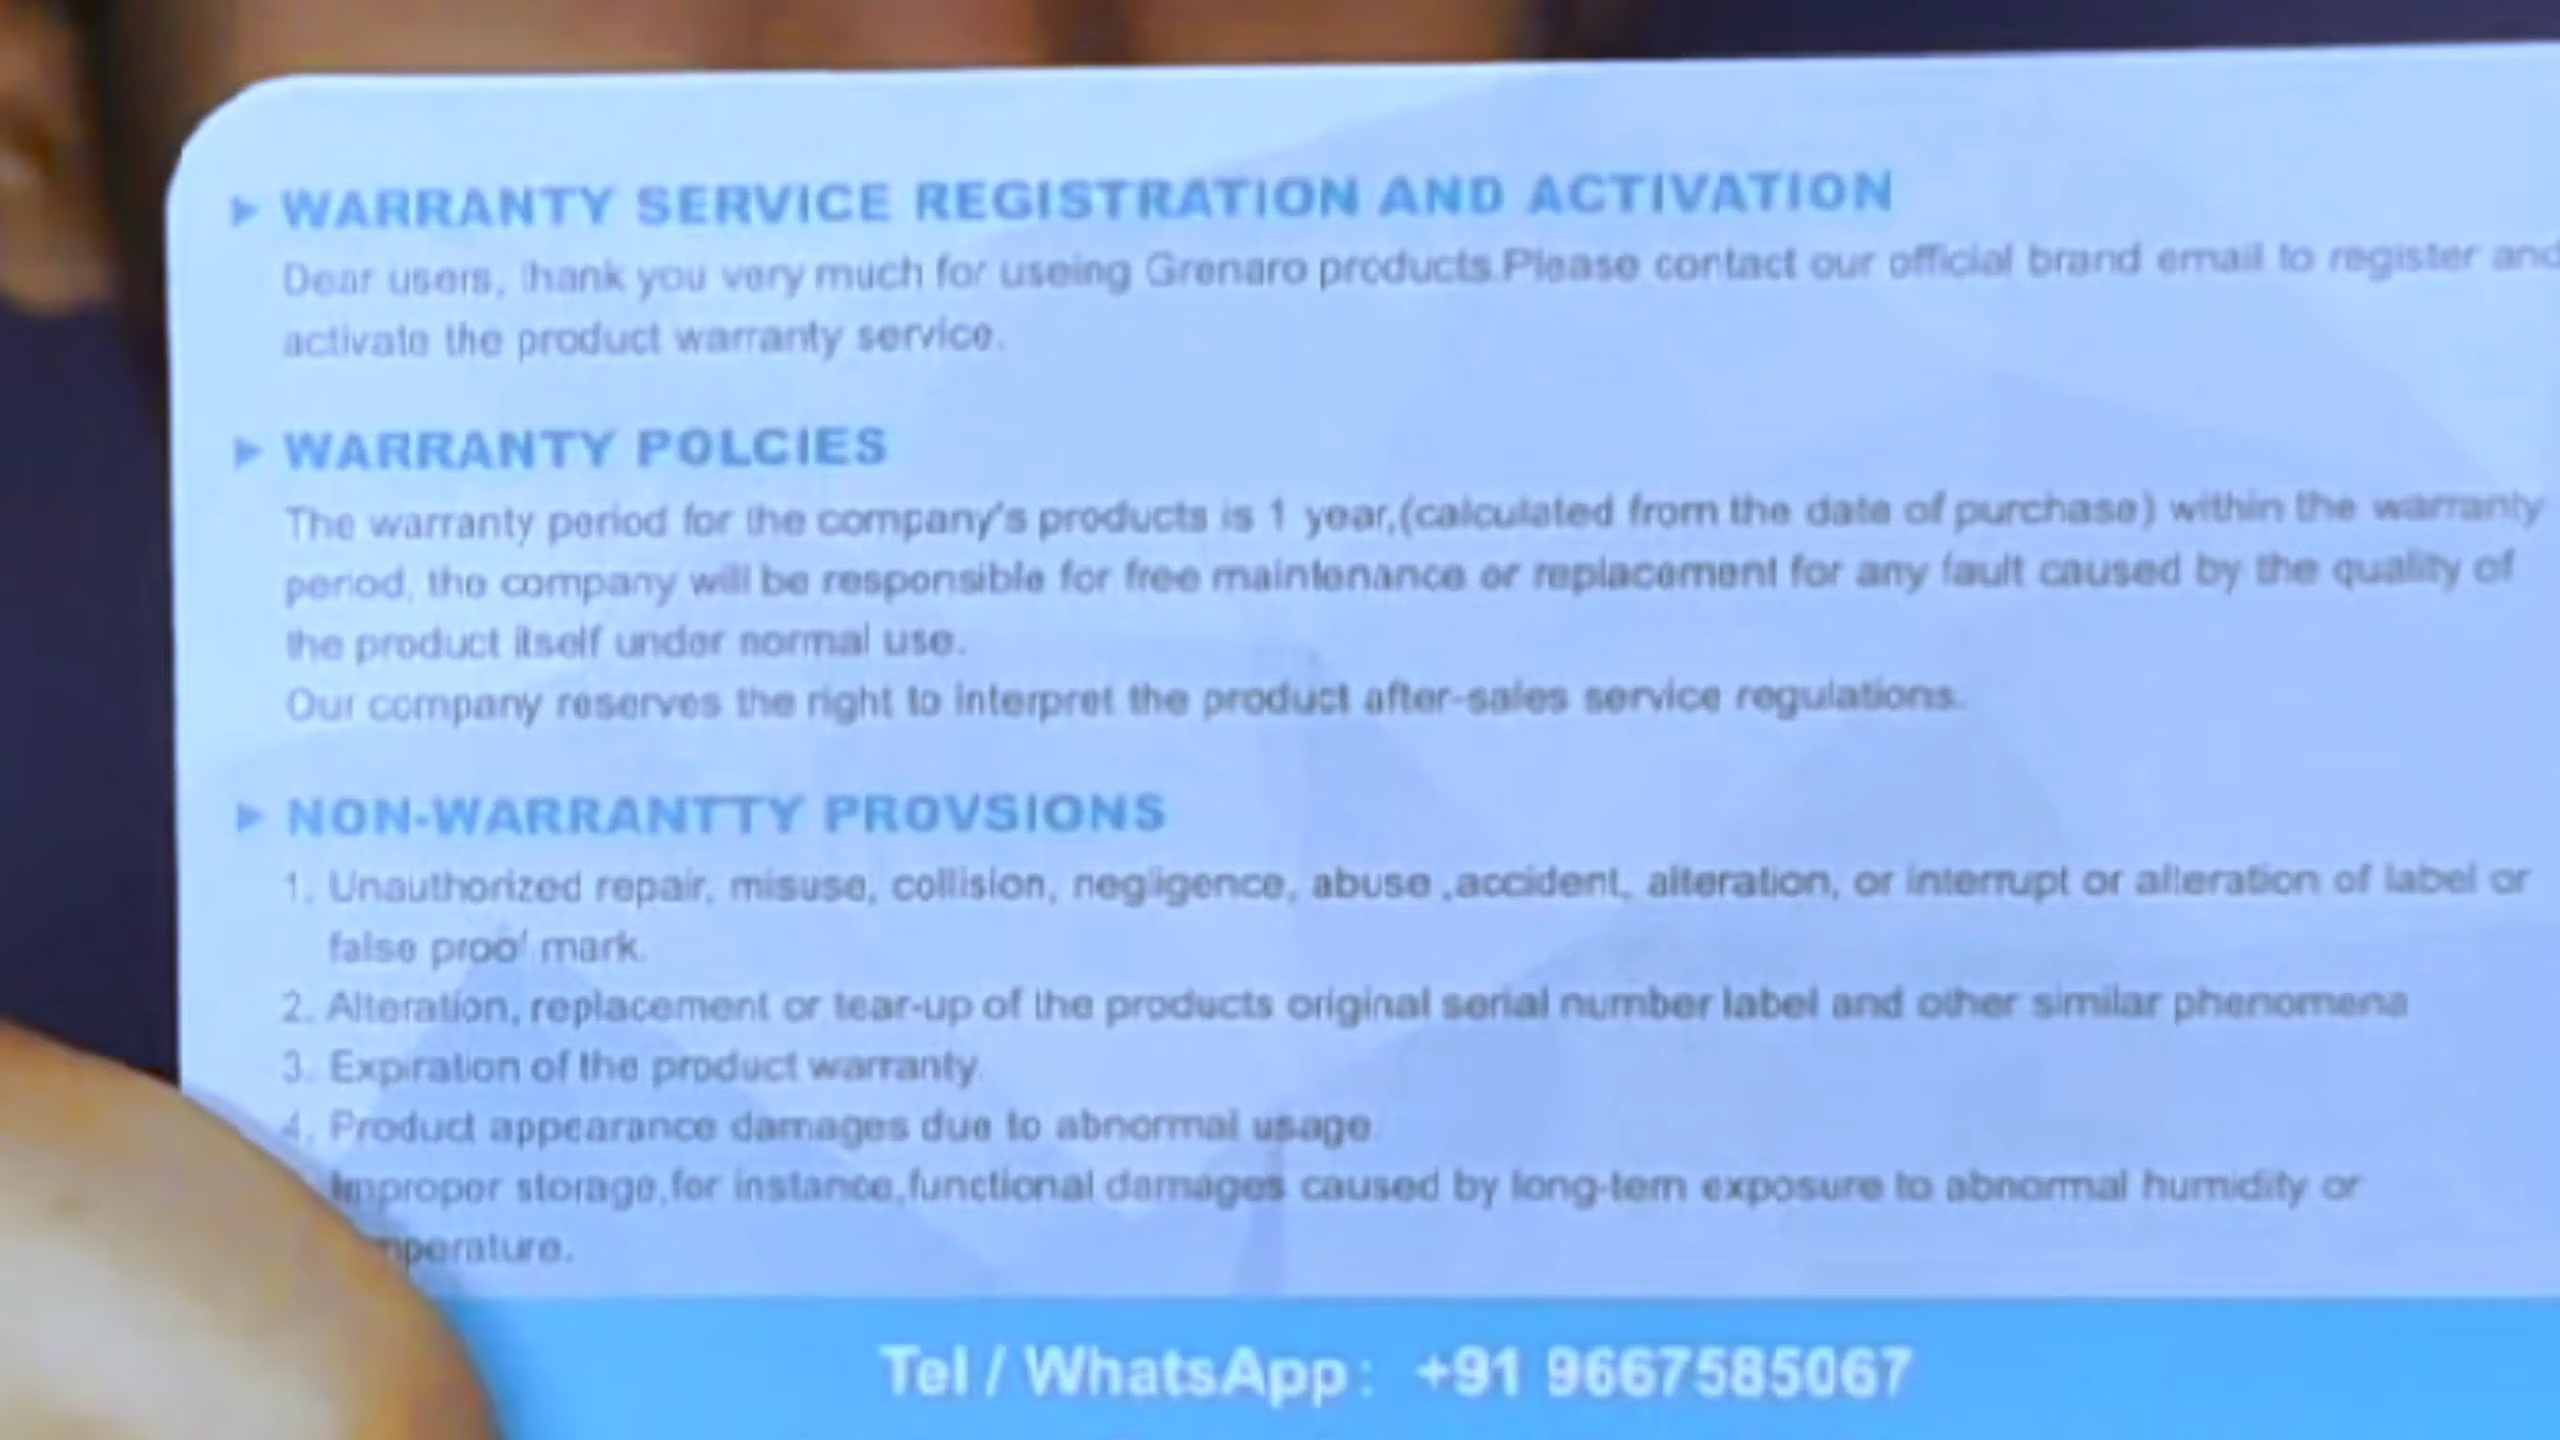 WARRANTY SERVICE REGISTRATION AND ACTIVATION
Dear users, thank you very much for useing Grenaro products.Please contact our official brand email to register and
activate the product warranty service.
WARRANTY POLCIES
The warranty period for the company's products is 1 year,(calculated from the date of purchase) within the warranty
period, the company will be responsible for free maintenance or replacement for any fault caused by the quality of
the product itself under normal use.
Our company reserves the right to interpret the product after-sales service regulations.
NON-WARRANTTY PROVSIONS
1. Unauthorized repair, misuse, collision, negligence, abuse ,accident, alteration, or interrupt or alteration of label or
false proof mark.
2. Alteration, replacement or tear-up of the products original serial number label and other similar phenomena
3. Expiration of the product warranty.
4. Product appearance damages due to abnormal usage.
Improper storage,for instance,functional damages caused by long-tern exposure to abnormal humidity or
perature.
Tel / WhatsApp: +91 9667585067